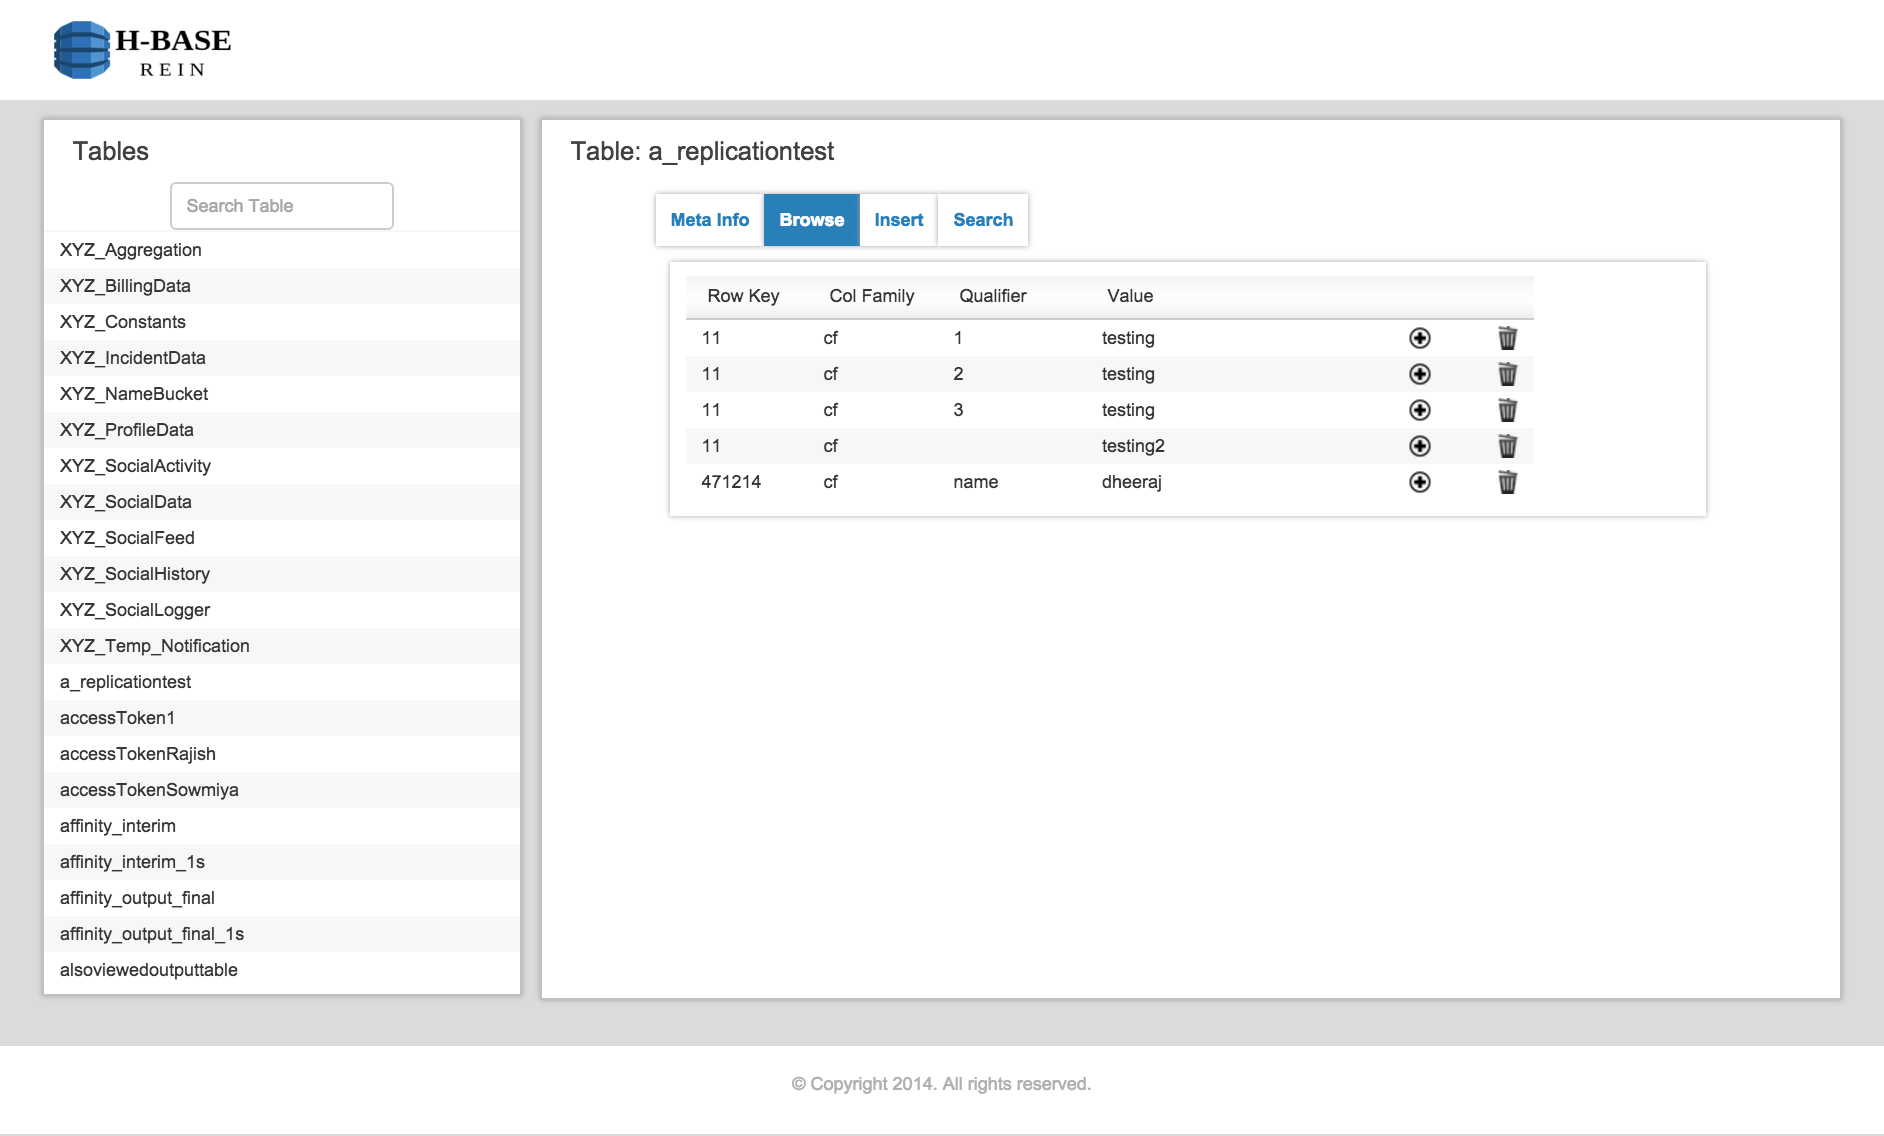 H-BASE
REIN
Tables
Search Table
XYZ_Aggregation
XYZ_BillingData
XYZ_Constants
XYZ_IncidentData
XYZ_NameBucket
XYZ_ProfileData
XYZ_SocialActivity
XYZ_SocialData
XYZ_SocialFeed
XYZ_SocialHistory
XYZ_SocialLogger
XYZ_Temp_Notification
a_replicationtest
accessToken1
accessTokenRajish
accessTokenSowmiya
affinity_interim
affinity_interim_1s
affinity_output_final
affinity_output_final_1s
alsoviewedoutputtable
Table: a_replicationtest
Meta Info Browse Insert Search
Row Key Col Family Qualifier Value
11 cf 1 testing
11 cf 2 testing
11 cf 3 testing
11 cf testing2
471214 cf name dheeraj
© Copyright 2014. All rights reserved.